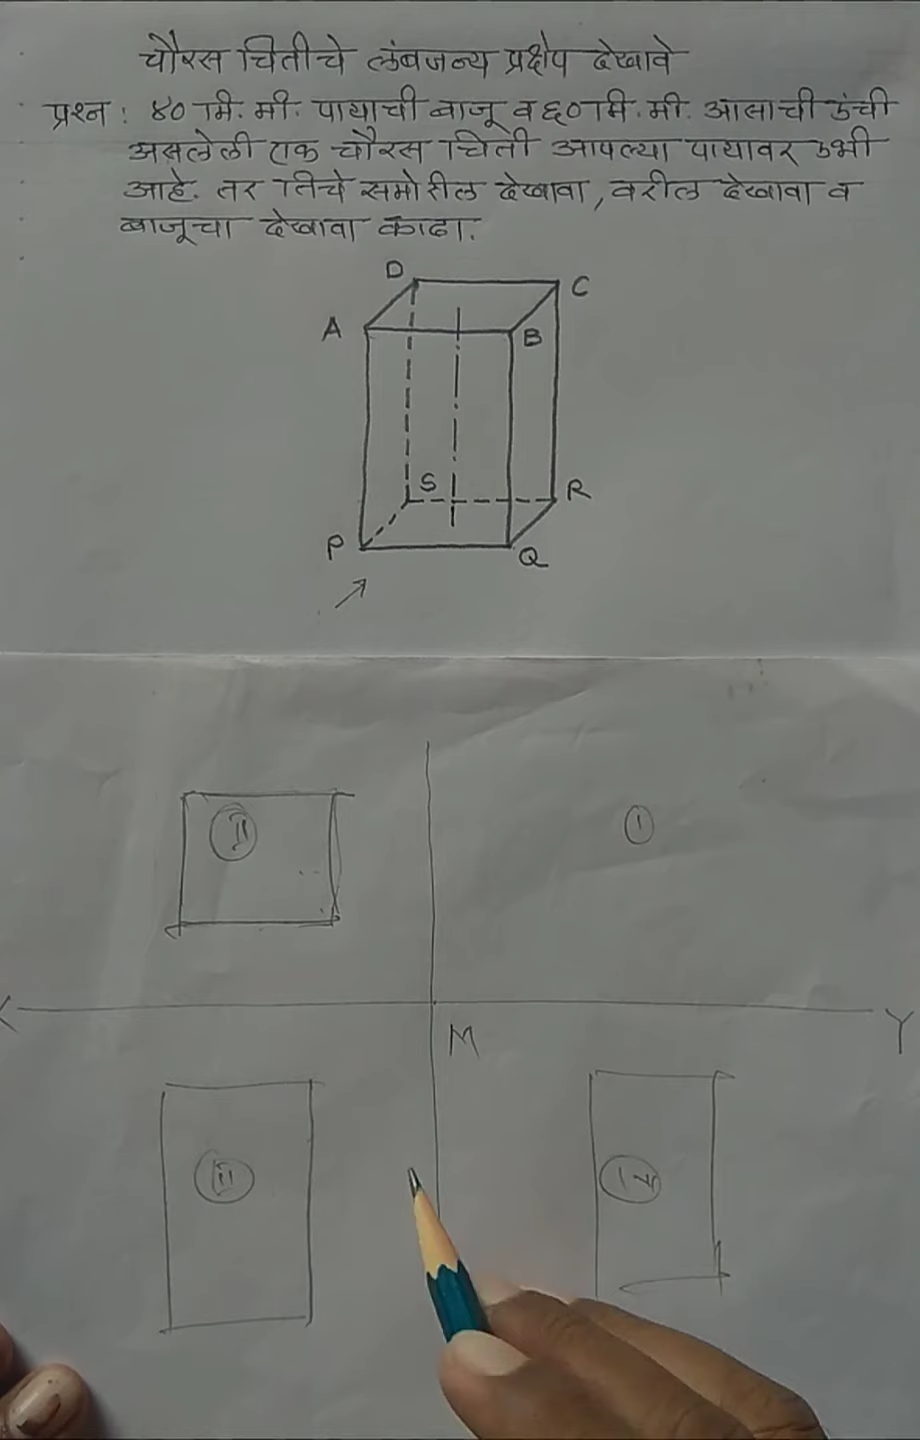 चौरस चितीचे लंबजन्य प्रक्षेप देखावे
प्रश्न : ४० मि. मी. पायाची बाजू व ६० मि. मी. आसाची उंची
असलेली एक चौरस चिती आपल्या पायावर उभी
आहे. तर तिचे समोरील देखावा, वरील देखावा व
बाजूचा देखावा काढा.
D
C
A
B
S
R
P
Q
II
I
X
Y
M
III
IV